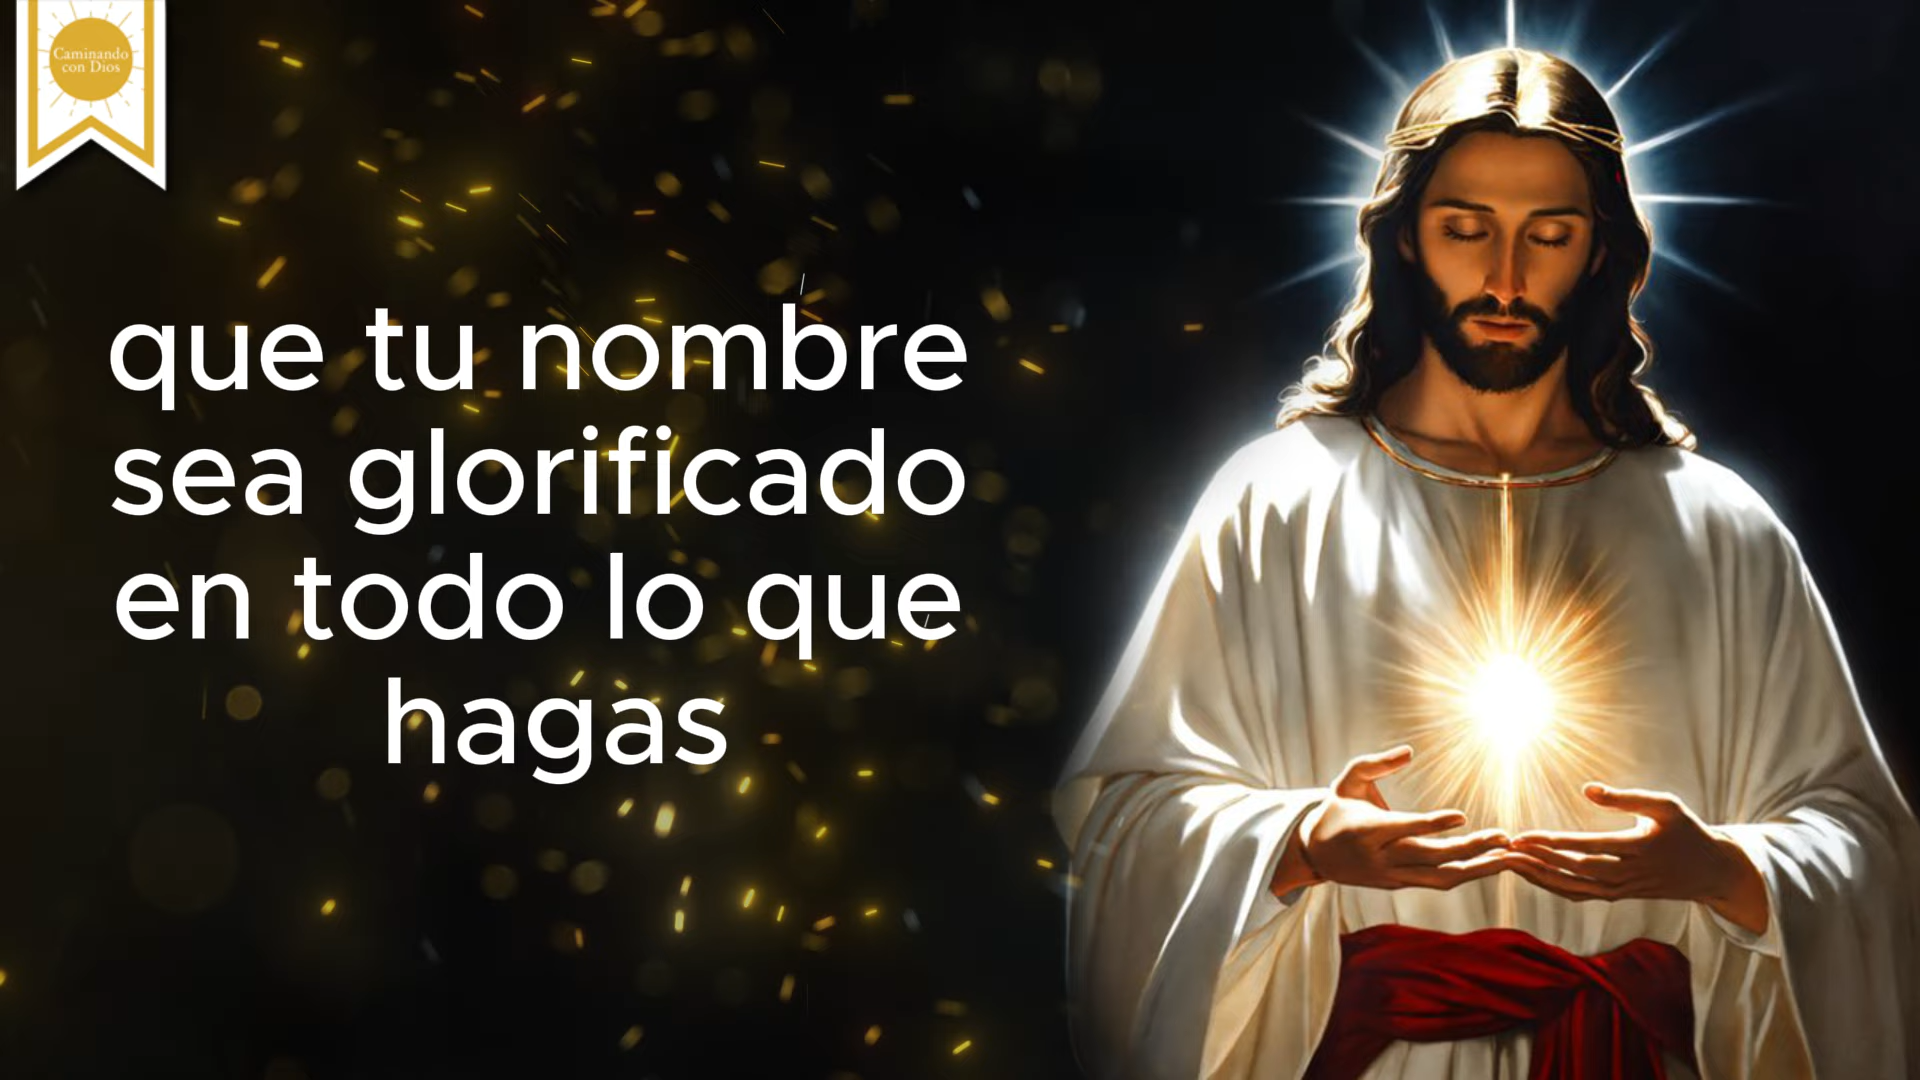 Caminando
con Dios
que tu nombre
sea glorificado
en todo lo que
hagas